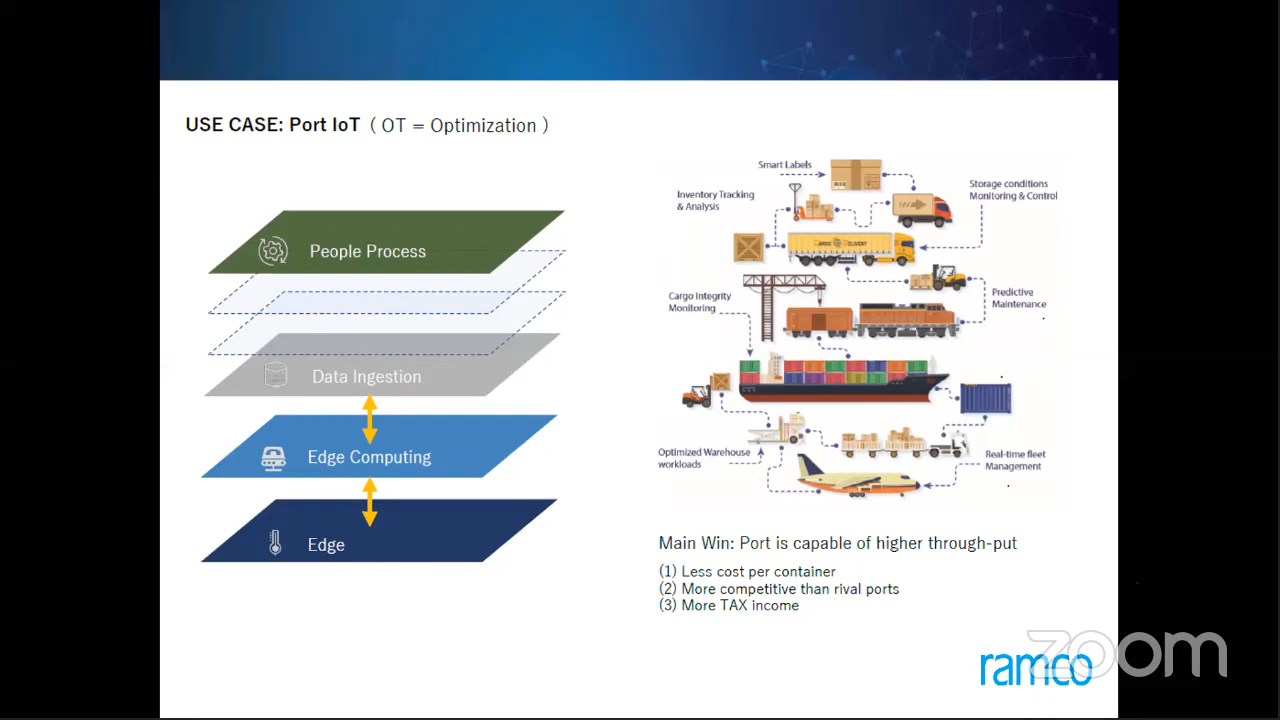 USE CASE: Port IoT ( OT = Optimization )
People Process
Data Ingestion
Edge Computing
Edge
Smart Labels
Inventory Tracking
& Analysis
Storage conditions
Monitoring & Control
CARGO DELIVERY
Cargo Integrity
Monitoring
Predictive
Maintenance
Optimized Warehouse
workloads
Real-time fleet
Management
Main Win: Port is capable of higher through-put
(1) Less cost per container
(2) More competitive than rival ports
(3) More TAX income
ramco
zoom